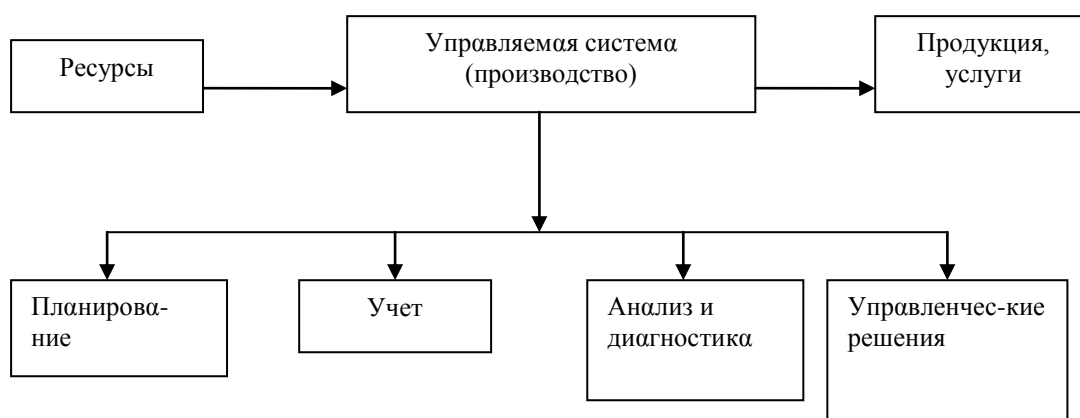 Ресурсы
Управляемая система
(производство)
Продукция,
услуги
Планирова-
ние
Учет
Анализ и
диагностика
Управленчес-кие
решения